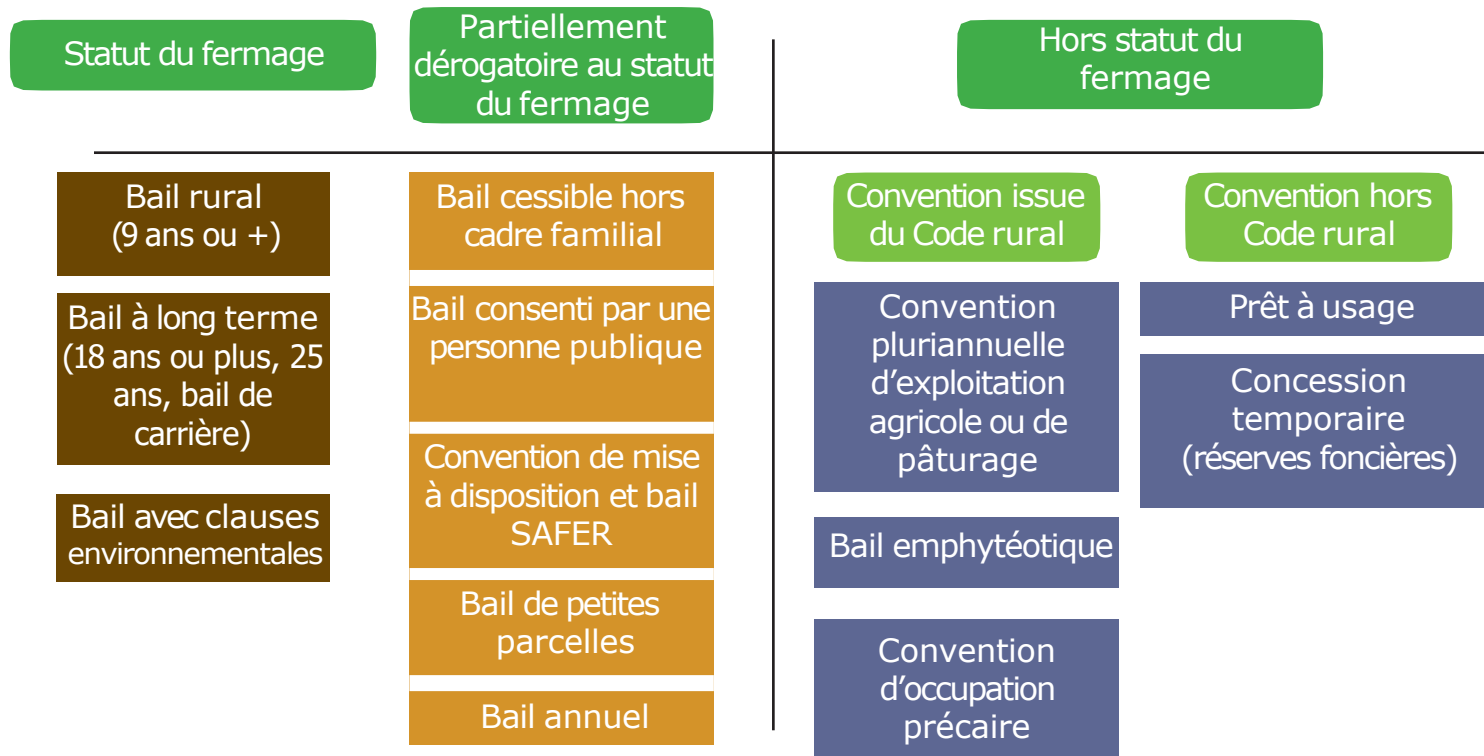 Statut du fermage
Partiellement
dérogatoire au statut
du fermage
Hors statut du
fermage
Bail rural
(9 ans ou +)
Bail à long terme
(18 ans ou plus, 25
ans, bail de
carrière)
Bail avec clauses
environnementales
Bail cessible hors
cadre familial
Bail consenti par une
personne publique
Convention de mise
à disposition et bail
SAFER
Bail de petites
parcelles
Bail annuel
Convention issue
du Code rural
Convention
pluriannuelle
d’exploitation
agricole ou de
pâturage
Bail emphytéotique
Convention
d’occupation
précaire
Convention hors
Code rural
Prêt à usage
Concession
temporaire
(réserves foncières)